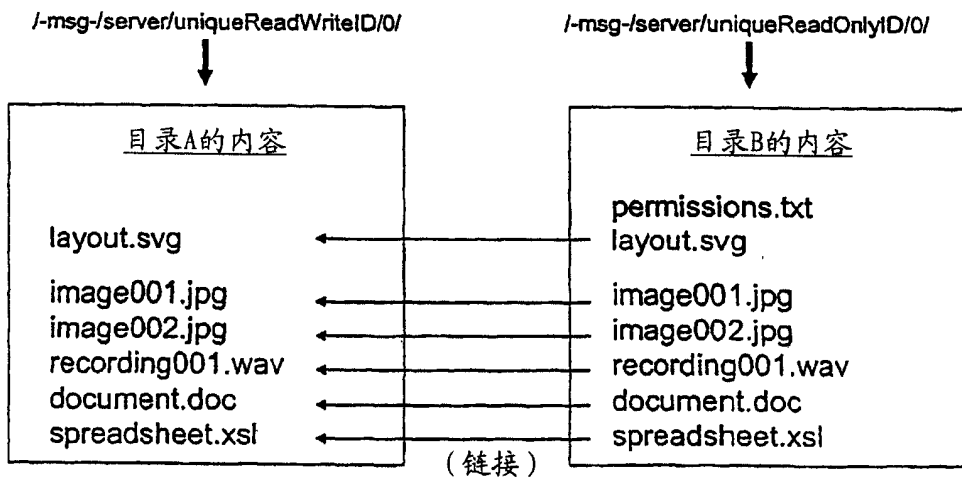 /-msg-/server/uniqueReadWriteID/0/
/-msg-/server/uniqueReadOnlyID/0/
目录A的内容
layout.svg
image001.jpg
image002.jpg
recording001.wav
document.doc
spreadsheet.xsl
目录B的内容
permissions.txt
layout.svg
image001.jpg
image002.jpg
recording001.wav
document.doc
spreadsheet.xsl
(链接)